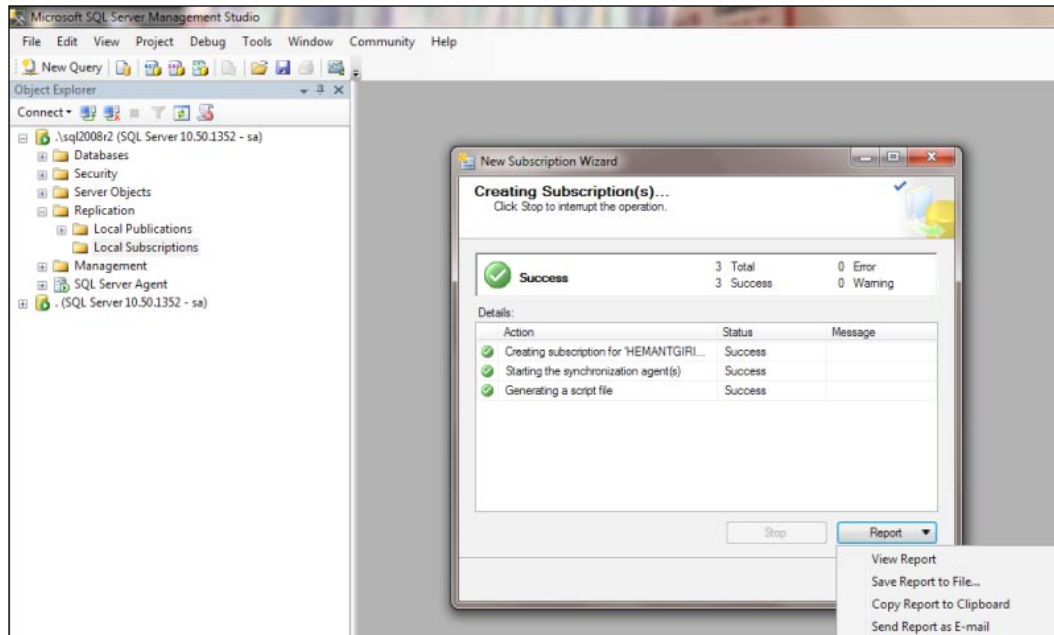 Microsoft SQL Server Management Studio
File Edit View Project Debug Tools Window Community Help
New Query
Object Explorer
Connect
.\sql2008r2 (SQL Server 10.50.1352 - sa)
Databases
Security
Server Objects
Replication
Local Publications
Local Subscriptions
Management
SQL Server Agent
. (SQL Server 10.50.1352 - sa)
New Subscription Wizard
Creating Subscription(s)...
Click Stop to interrupt the operation.
Success
3 Total 0 Error
3 Success 0 Warning
Details:
Action Status Message
Creating subscription for 'HEMANTGIRI... Success
Starting the synchronization agent(s) Success
Generating a script file Success
Stop Report
View Report
Save Report to File...
Copy Report to Clipboard
Send Report as E-mail